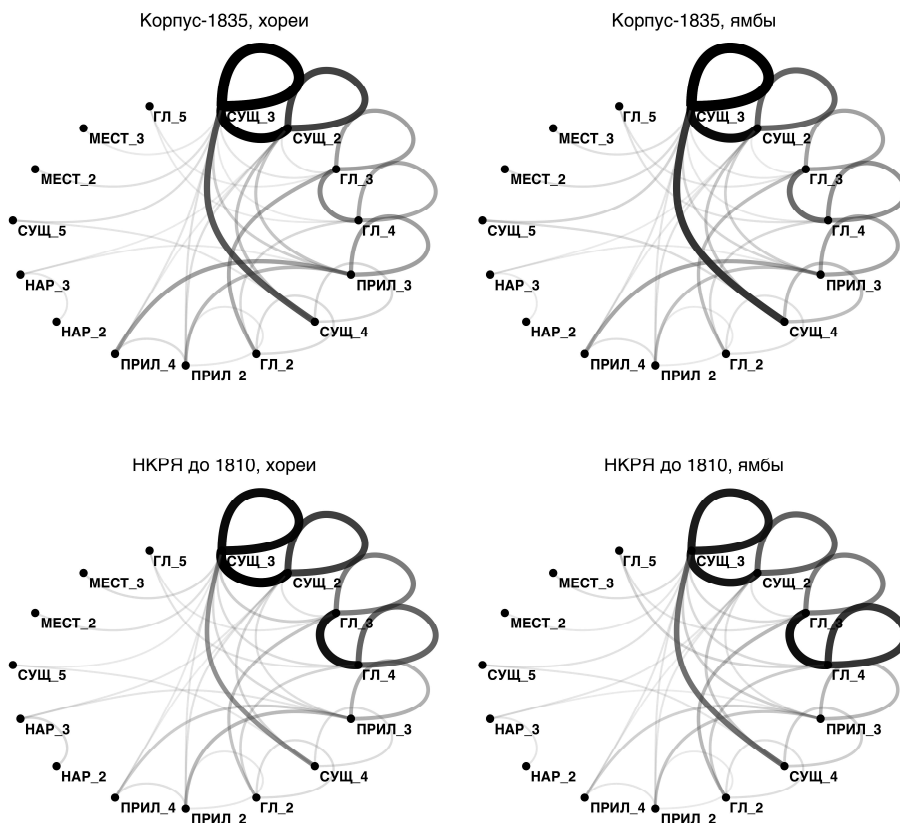 Корпус-1835, хореи
СУЩ_3
СУЩ_2
ГЛ_3
ГЛ_4
ПРИЛ_3
СУЩ_4
ГЛ_2
ПРИЛ_2
ПРИЛ_4
НАР_2
НАР_3
СУЩ_5
МЕСТ_2
МЕСТ_3
ГЛ_5
Корпус-1835, ямбы
СУЩ_3
СУЩ_2
ГЛ_3
ГЛ_4
ПРИЛ_3
СУЩ_4
ГЛ_2
ПРИЛ_2
ПРИЛ_4
НАР_2
НАР_3
СУЩ_5
МЕСТ_2
МЕСТ_3
ГЛ_5
НКРЯ до 1810, хореи
СУЩ_3
СУЩ_2
ГЛ_3
ГЛ_4
ПРИЛ_3
СУЩ_4
ГЛ_2
ПРИЛ_2
ПРИЛ_4
НАР_2
НАР_3
СУЩ_5
МЕСТ_2
МЕСТ_3
ГЛ_5
НКРЯ до 1810, ямбы
СУЩ_3
СУЩ_2
ГЛ_3
ГЛ_4
ПРИЛ_3
СУЩ_4
ГЛ_2
ПРИЛ_2
ПРИЛ_4
НАР_2
НАР_3
СУЩ_5
МЕСТ_2
МЕСТ_3
ГЛ_5